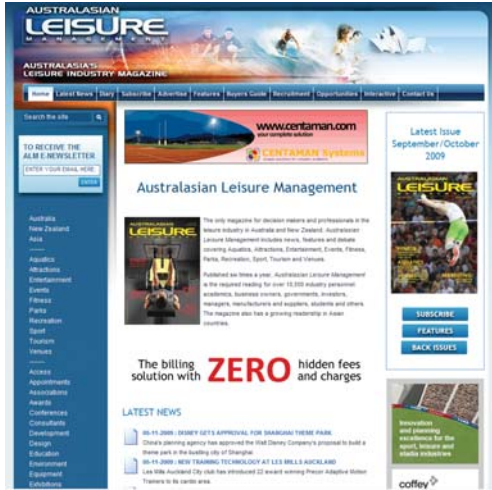 AUSTRALASIAN
LEISURE
MANAGEMENT
AUSTRALASIA'S
LEISURE INDUSTRY MAGAZINE
Home Latest News Diary Subscribe Advertise Features Buyers Guide Recruitment Opportunities Interactive Contact Us
Search the site
TO RECEIVE THE
ALM E-NEWSLETTER
ENTER YOUR EMAIL HERE
ENTER
Australia
New Zealand
Asia
Aquatics
Attractions
Entertainment
Events
Fitness
Parks
Recreation
Sport
Tourism
Venues
Access
Appointments
Associations
Awards
Conferences
Consultants
Development
Design
Education
Environment
Equipment
Exhibitions
www.centaman.com
your complete solution
CENTAMAN Systems
Australasian Leisure Management
AUSTRALASIAN
LEISURE
The only magazine for decision makers and professionals in the
leisure industry in Australia and New Zealand. Australasian
Leisure Management includes news, features and debate
covering Aquatics, Attractions, Entertainment, Events, Fitness,
Parks, Recreation, Sport, Tourism and Venues.
Published six times a year, Australasian Leisure Management
is the required reading for over 10,000 industry personnel:
academics, business owners, governments, investors,
managers, manufacturers and suppliers, students and others.
The magazine also has a growing readership in Asian
countries.
The billing
solution with ZERO hidden fees
and charges
LATEST NEWS
06-11-2009 : DISNEY GETS APPROVAL FOR SHANGHAI THEME PARK
China's planning agency has approved the Walt Disney Company's proposal to build a
theme park in the bustling city of Shanghai.
06-11-2009 : NEW TRAINING TECHNOLOGY AT LES MILLS AUCKLAND
Les Mills Auckland City club has introduced 22 award winning Precor Adaptive Motion
Trainers to its cardio area.
Latest Issue
September/October
2009
AUSTRALASIAN
LEISURE
SUBSCRIBE
FEATURES
BACK ISSUES
Innovation
and planning
excellence for the
sport, leisure and
stadia industries
coffey